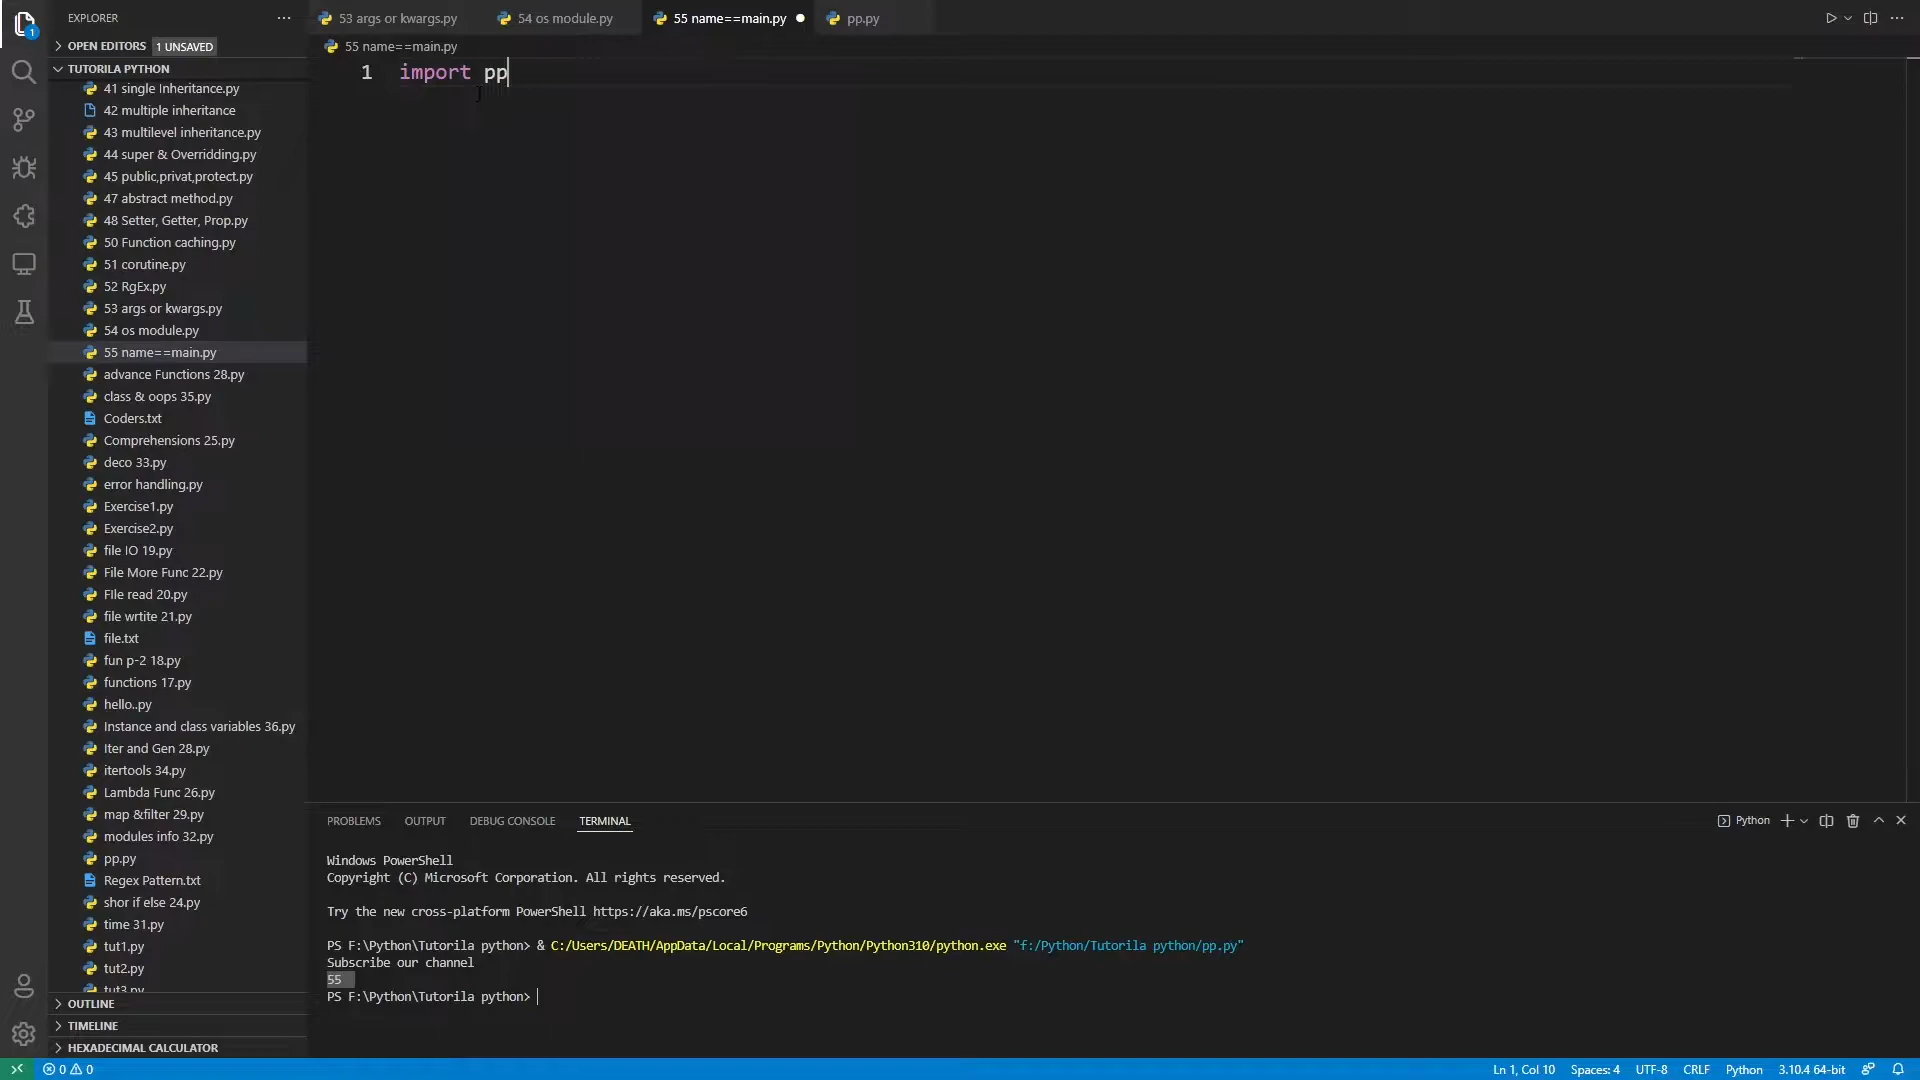 EXPLORER
OPEN EDITORS 1 UNSAVED
TUTORILA PYTHON
41 single Inheritance.py
42 multiple inheritance
43 multilevel inheritance.py
44 super & Overridding.py
45 public,privat,protect.py
47 abstract method.py
48 Setter, Getter, Prop.py
50 Function caching.py
51 corutine.py
52 RgEx.py
53 args or kwargs.py
54 os module.py
55 name==main.py
advance Functions 28.py
class & oops 35.py
Coders.txt
Comprehensions 25.py
deco 33.py
error handling.py
Exercise1.py
Exercise2.py
file IO 19.py
File More Func 22.py
FIle read 20.py
file wrtite 21.py
file.txt
fun p-2 18.py
functions 17.py
hello..py
Instance and class variables 36.py
Iter and Gen 28.py
itertools 34.py
Lambda Func 26.py
map &filter 29.py
modules info 32.py
pp.py
Regex Pattern.txt
shor if else 24.py
time 31.py
tut1.py
tut2.py
tut3.py
OUTLINE
TIMELINE
HEXADECIMAL CALCULATOR
53 args or kwargs.py 54 os module.py 55 name==main.py pp.py
55 name==main.py
1 import pp
PROBLEMS OUTPUT DEBUG CONSOLE TERMINAL
Python
Windows PowerShell
Copyright (C) Microsoft Corporation. All rights reserved.
Try the new cross-platform PowerShell https://aka.ms/pscore6
PS F:\Python\Tutorila python> & C:/Users/DEATH/AppData/Local/Programs/Python/Python310/python.exe "f:/Python/Tutorila python/pp.py"
Subscribe our channel
55
PS F:\Python\Tutorila python>
1
0 0
Ln 1, Col 10 Spaces: 4 UTF-8 CRLF Python 3.10.4 64-bit